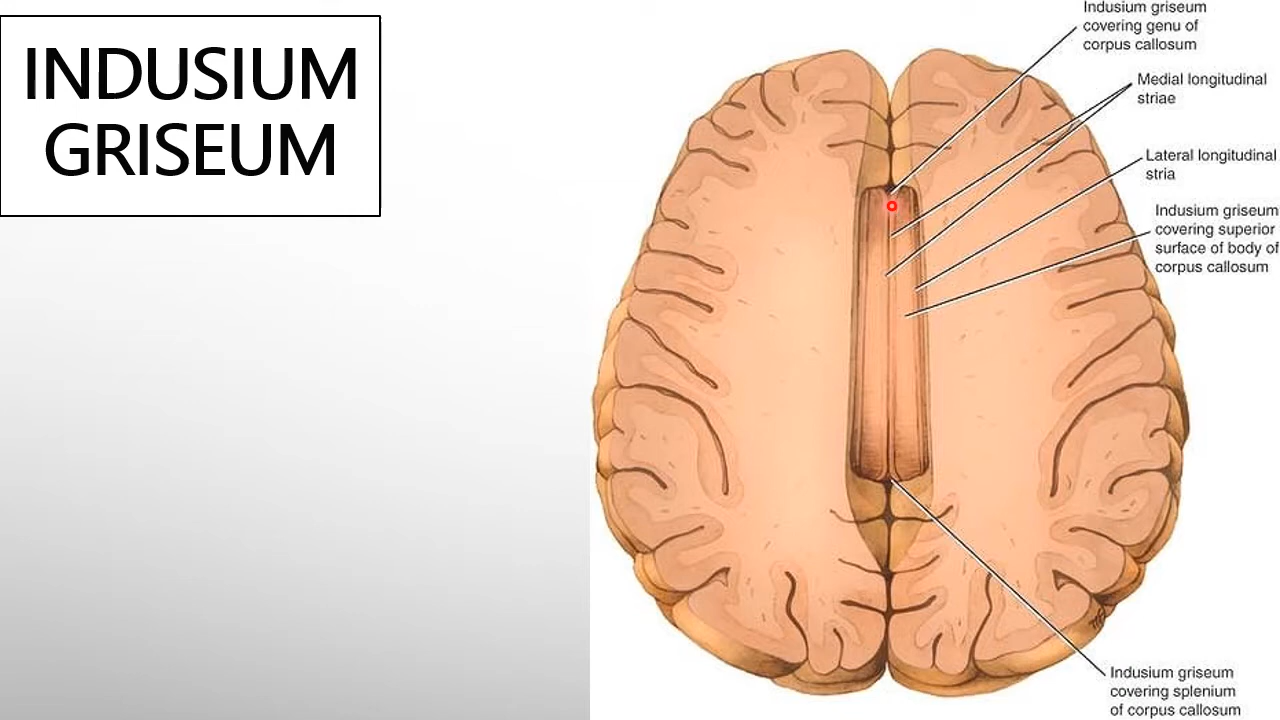 INDUSIUM
GRISEUM
Indusium griseum
covering genu of
corpus callosum
Medial longitudinal
striae
Lateral longitudinal
stria
Indusium griseum
covering superior
surface of body of
corpus callosum
Indusium griseum
covering splenium
of corpus callosum